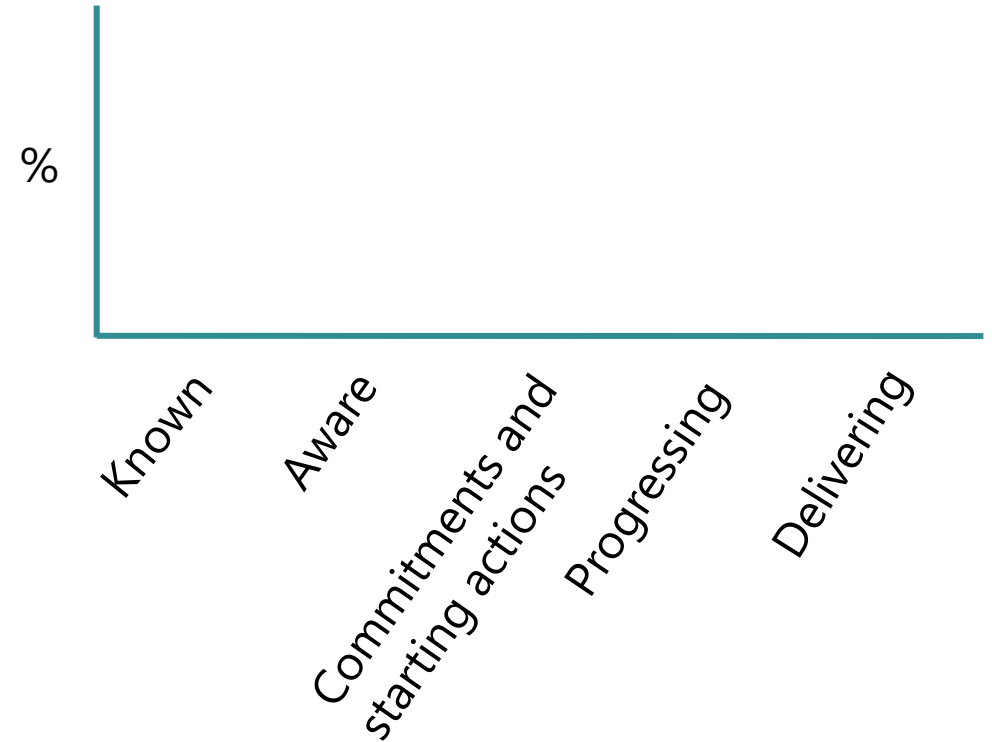 %
Known
Aware
Commitments and
starting actions
Progressing
Delivering